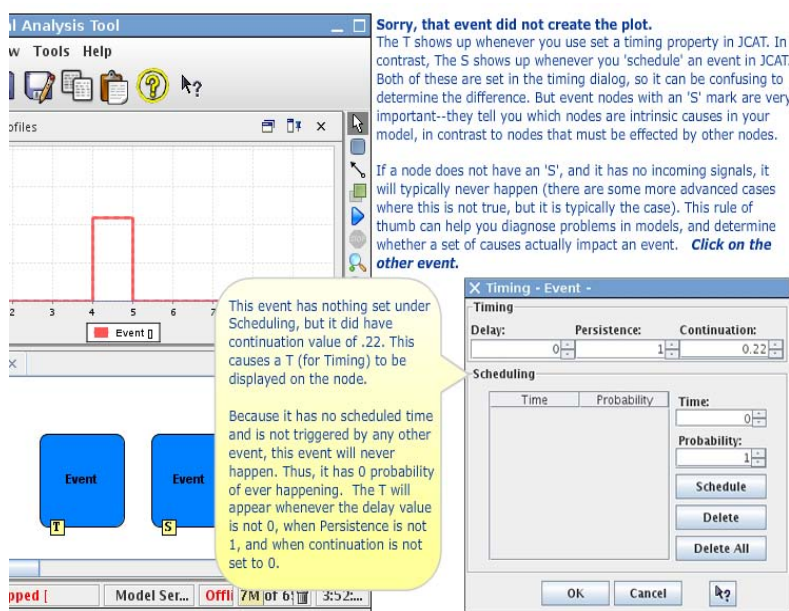 al Analysis Tool
w Tools Help
ofiles
2 3 4 5 6 7
Event []
Event
T
Event
S
pped [
Model Ser...
Offli
7M of 6
3:52:...
Sorry, that event did not create the plot.
The T shows up whenever you use set a timing property in JCAT. In
contrast, The S shows up whenever you 'schedule' an event in JCAT.
Both of these are set in the timing dialog, so it can be confusing to
determine the difference. But event nodes with an 'S' mark are very
important--they tell you which nodes are intrinsic causes in your
model, in contrast to nodes that must be effected by other nodes.
If a node does not have an 'S', and it has no incoming signals, it
will typically never happen (there are some more advanced cases
where this is not true, but it is typically the case). This rule of
thumb can help you diagnose problems in models, and determine
whether a set of causes actually impact an event. Click on the
other event.
This event has nothing set under
Scheduling, but it did have
continuation value of .22. This
causes a T (for Timing) to be
displayed on the node.
Because it has no scheduled time
and is not triggered by any other
event, this event will never
happen. Thus, it has 0 probability
of ever happening. The T will
appear whenever the delay value
is not 0, when Persistence is not
1, and when continuation is not
set to 0.
X Timing - Event -
Timing
Delay: Persistence: Continuation:
0 1 0.22
Scheduling
Time Probability
Time:
0
Probability:
1
Schedule
Delete
Delete All
OK Cancel